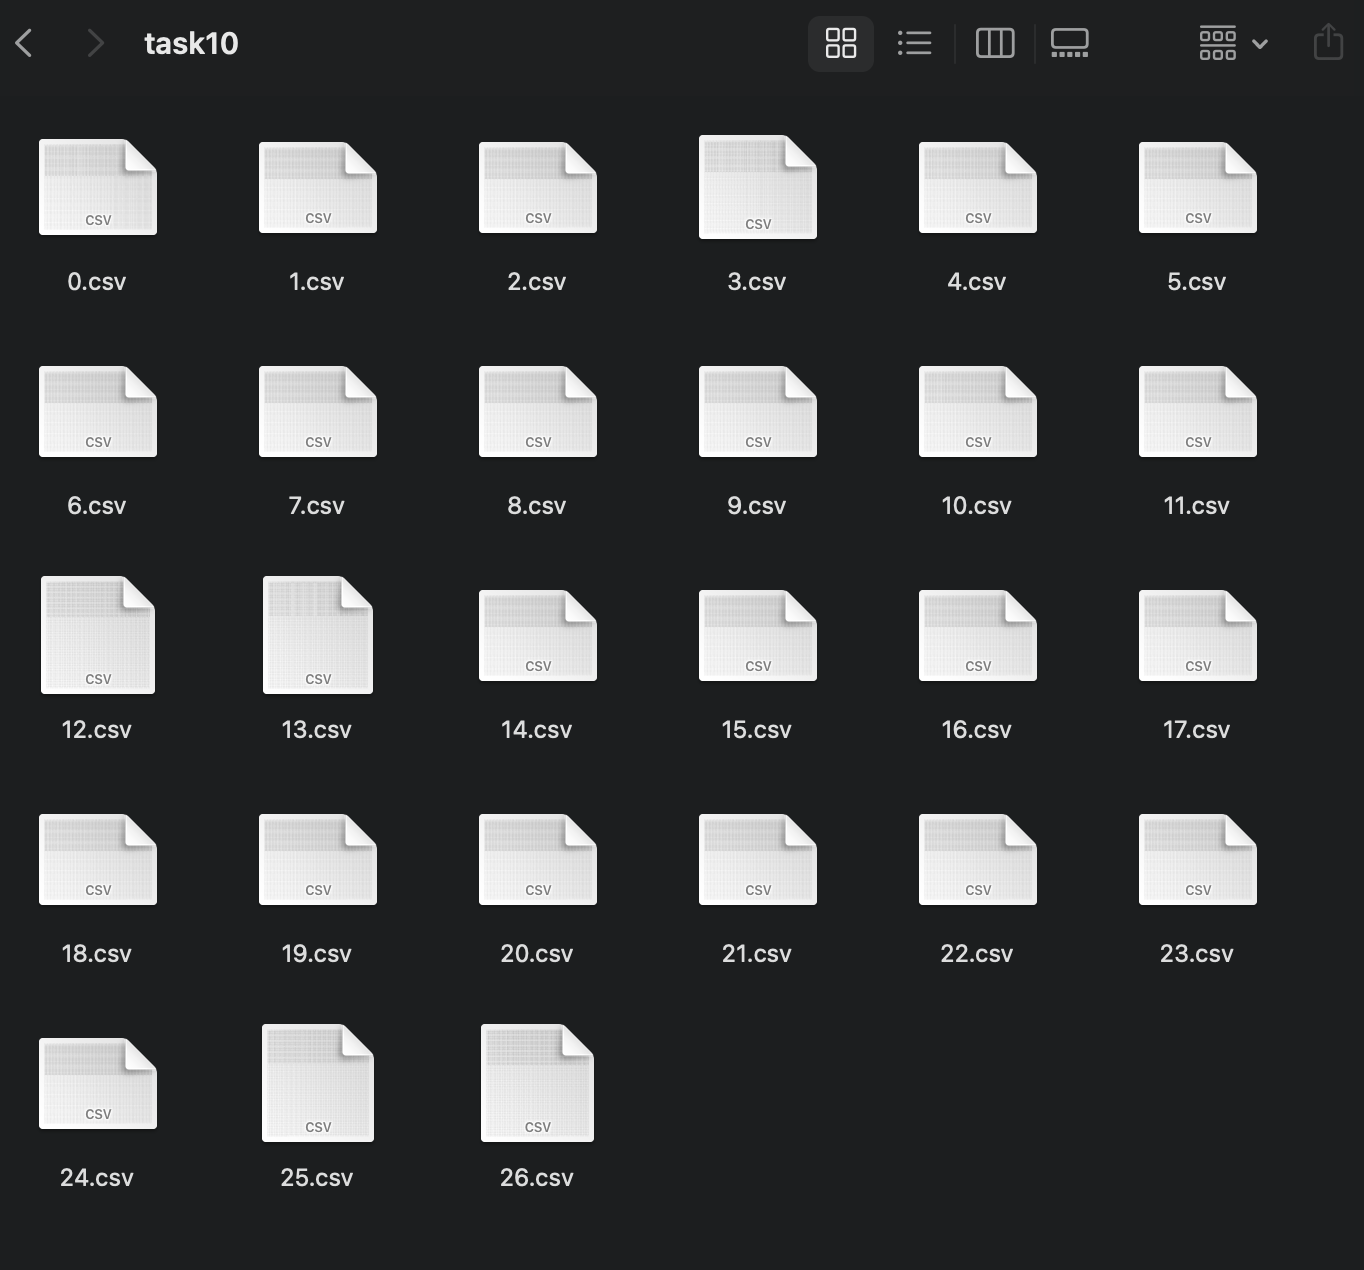 task10
CSV CSV CSV CSV CSV CSV
0.csv 1.csv 2.csv 3.csv 4.csv 5.csv
CSV CSV CSV CSV CSV CSV
6.csv 7.csv 8.csv 9.csv 10.csv 11.csv
CSV CSV CSV CSV CSV CSV
12.csv 13.csv 14.csv 15.csv 16.csv 17.csv
CSV CSV CSV CSV CSV CSV
18.csv 19.csv 20.csv 21.csv 22.csv 23.csv
CSV CSV CSV
24.csv 25.csv 26.csv